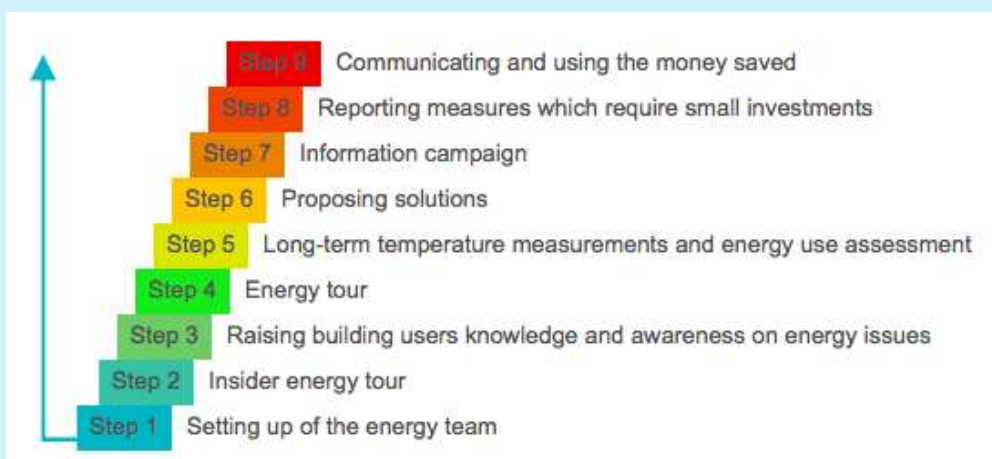 Step 9 Communicating and using the money saved
Step 8 Reporting measures which require small investments
Step 7 Information campaign
Step 6 Proposing solutions
Step 5 Long-term temperature measurements and energy use assessment
Step 4 Energy tour
Step 3 Raising building users knowledge and awareness on energy issues
Step 2 Insider energy tour
Step 1 Setting up of the energy team